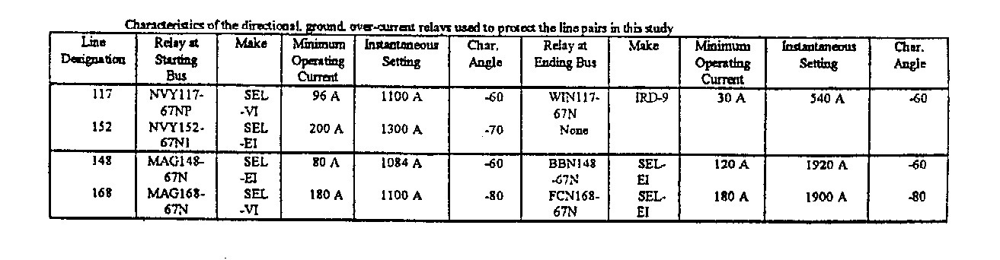 Characteristics of the directional, ground, over-current relays used to protect the line pairs in this study
Line Designation | Relay at Starting Bus | Make | Minimum Operating Current | Instantaneous Setting | Char. Angle | Relay at Ending Bus | Make | Minimum Operating Current | Instantaneous Setting | Char. Angle
117 | NVY117-67NP | SEL-VI | 96 A | 1100 A | -60 | WIN117-67N | IRD-9 | 30 A | 540 A | -60
152 | NVY152-67N1 | SEL-EI | 200 A | 1300 A | -70 | None
148 | MAG148-67N | SEL-EI | 80 A | 1084 A | -60 | BBN148-67N | SEL-EI | 120 A | 1920 A | -60
168 | MAG168-67N | SEL-VI | 180 A | 1100 A | -80 | FCN168-67N | SEL-EI | 180 A | 1900 A | -80